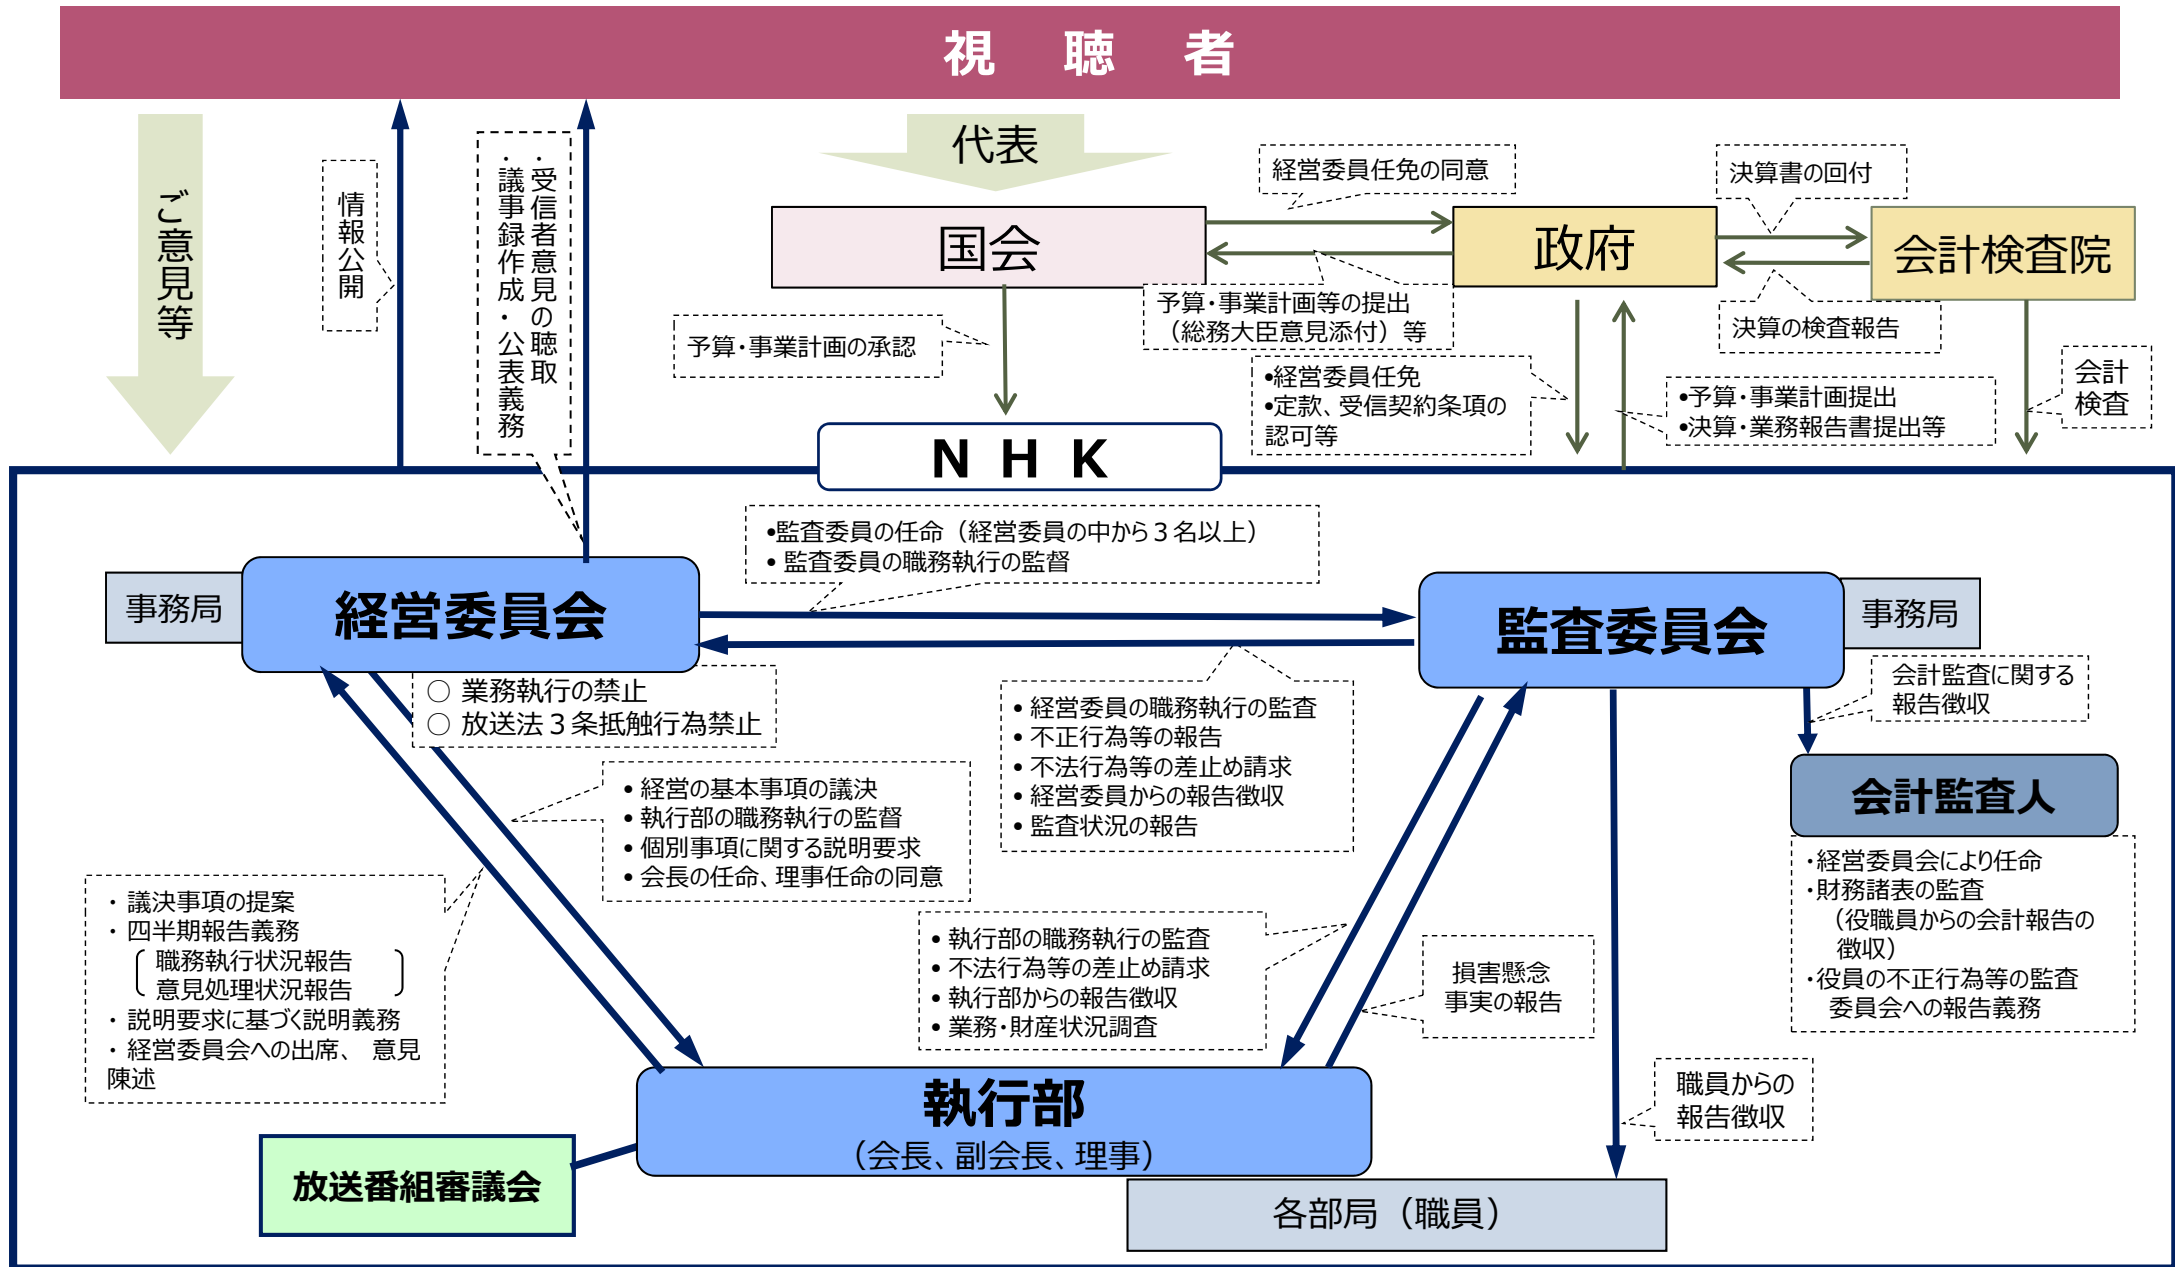 視 聴 者
代表
ご意見等
情報公開
・受信者意見の聴取
・議事録作成・公表義務
経営委員任免の同意
決算書の回付
国会
政府
会計検査院
予算・事業計画等の提出
（総務大臣意見添付）等
決算の検査報告
予算・事業計画の承認
•経営委員任免
•定款、受信契約条項の
認可等
•予算・事業計画提出
•決算・業務報告書提出等
会計
検査
ＮＨＫ
•監査委員の任命（経営委員の中から３名以上）
• 監査委員の職務執行の監督
事務局
経営委員会
監査委員会
事務局
○ 業務執行の禁止
○ 放送法３条抵触行為禁止
• 経営委員の職務執行の監査
• 不正行為等の報告
• 不法行為等の差止め請求
• 経営委員からの報告徴収
• 監査状況の報告
会計監査に関する
報告徴収
• 経営の基本事項の議決
• 執行部の職務執行の監督
• 個別事項に関する説明要求
• 会長の任命、理事任命の同意
会計監査人
・経営委員会により任命
・財務諸表の監査
（役職員からの会計報告の
徴収）
・役員の不正行為等の監査
委員会への報告義務
・ 議決事項の提案
・ 四半期報告義務
職務執行状況報告
意見処理状況報告
・ 説明要求に基づく説明義務
・ 経営委員会への出席、 意見
陳述
• 執行部の職務執行の監査
• 不法行為等の差止め請求
• 執行部からの報告徴収
• 業務・財産状況調査
損害懸念
事実の報告
職員からの
報告徴収
執行部
（会長、副会長、理事）
放送番組審議会
各部局（職員）